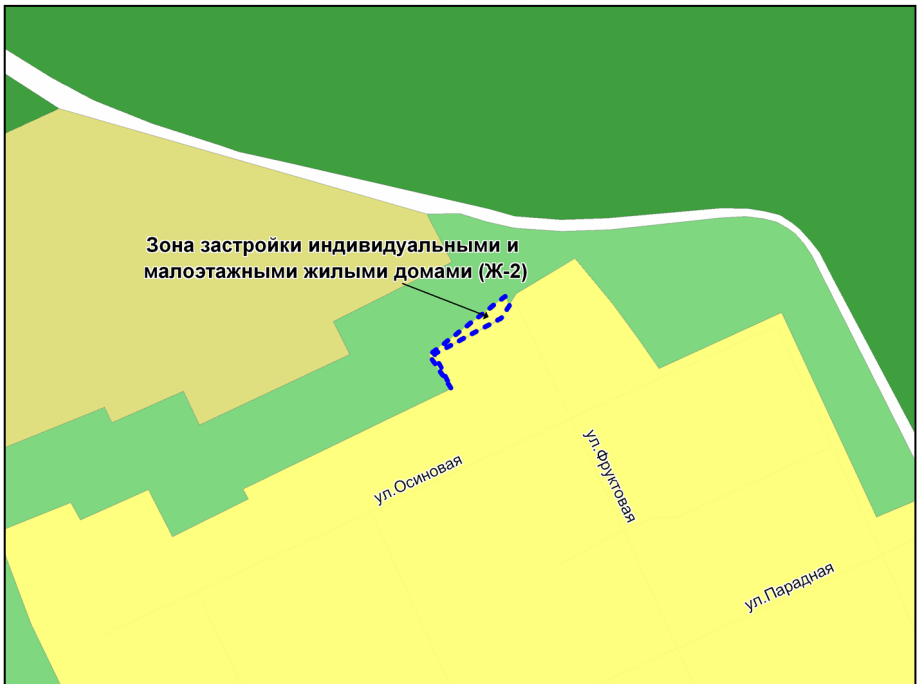 Зона застройки индивидуальными и
малоэтажными жилыми домами (Ж-2)
ул.Осиновая
ул.Фруктовая
ул.Парадная